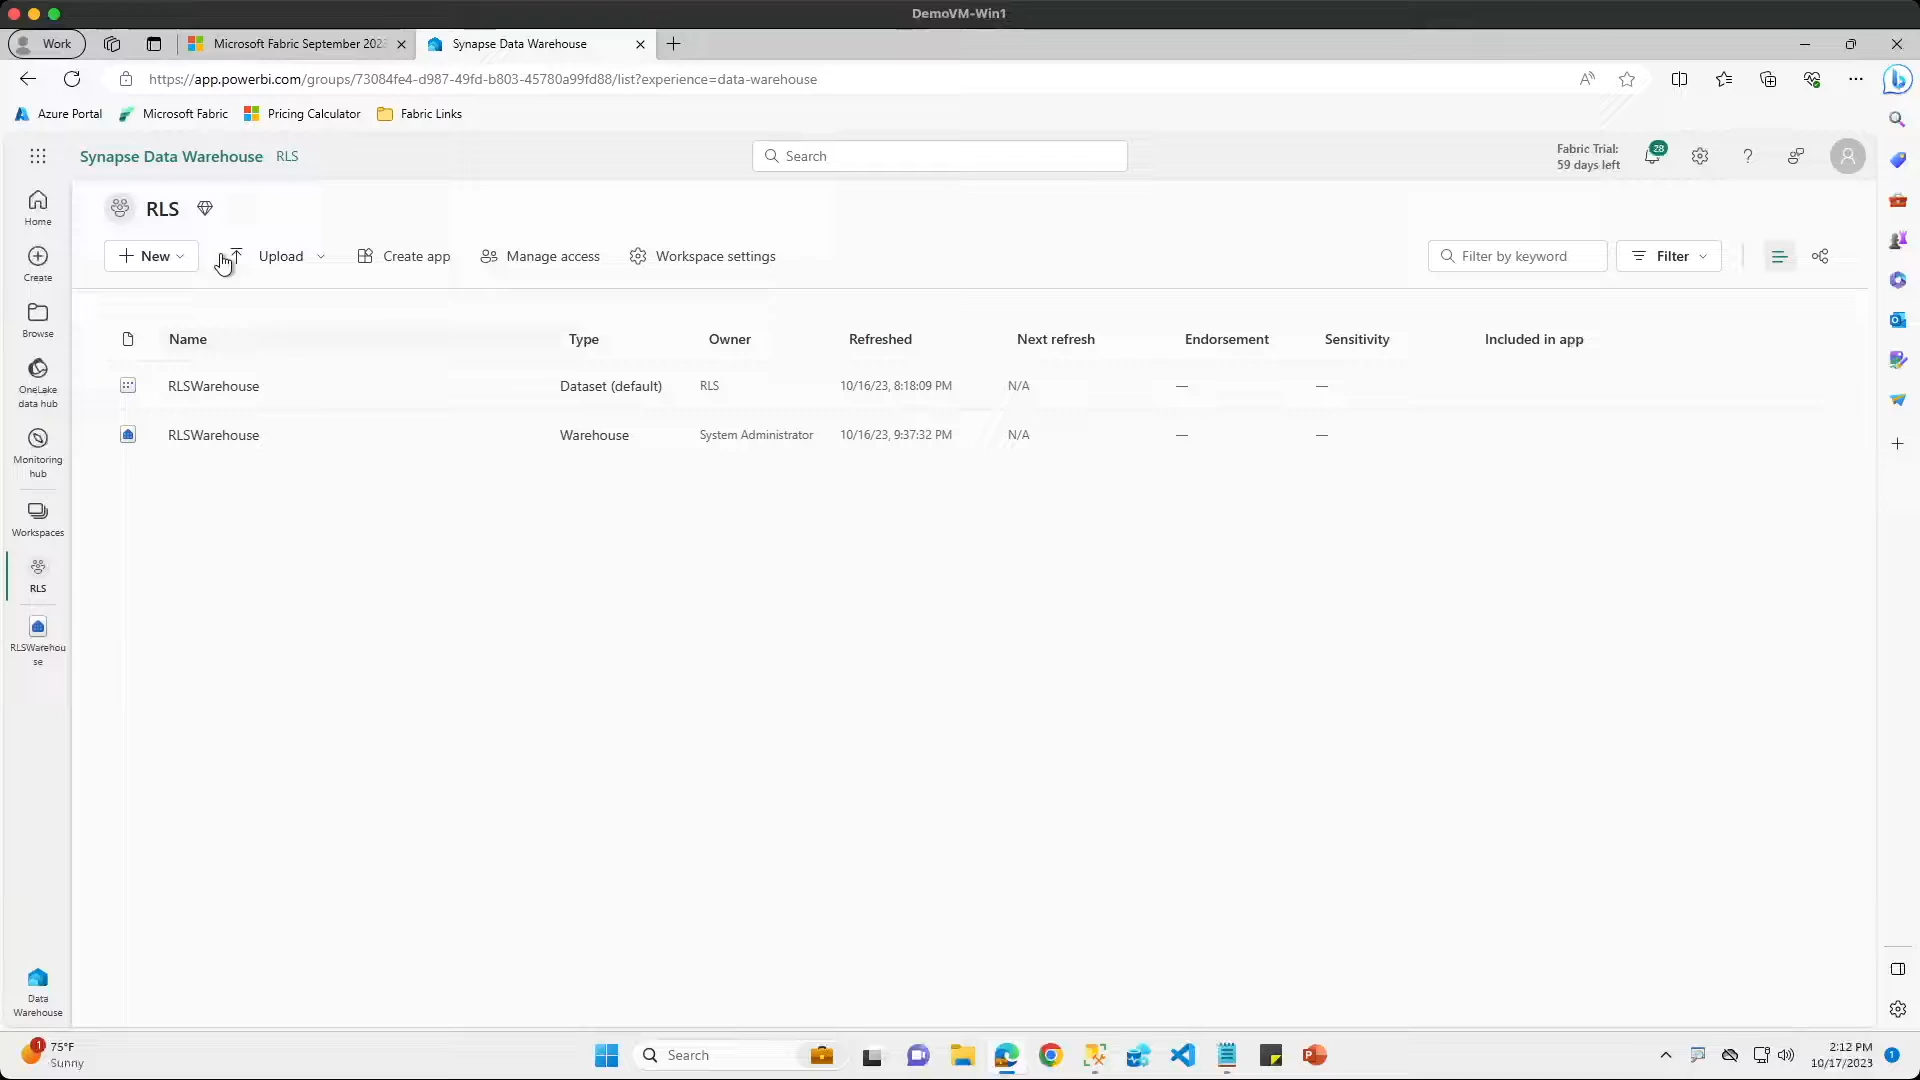 DemoVM-Win1
Work
Microsoft Fabric September 202
Synapse Data Warehouse
https://app.powerbi.com/groups/73084fe4-d987-49fd-b803-45780a99fd88/list?experience=data-warehouse
Azure Portal
Microsoft Fabric
Pricing Calculator
Fabric Links
Synapse Data Warehouse RLS
Search
Fabric Trial:
59 days left
28
RLS
New
Upload
Create app
Manage access
Workspace settings
Filter by keyword
Filter
Name Type Owner Refreshed Next refresh Endorsement Sensitivity Included in app
RLSWarehouse Dataset (default) RLS 10/16/23, 8:18:09 PM N/A — —
RLSWarehouse Warehouse System Administrator 10/16/23, 9:37:32 PM N/A — —
Home
Create
Browse
OneLake
data hub
Monitoring
hub
Workspaces
RLS
RLSWarehou
se
Data
Warehouse
1
75°F
Sunny
Search
2:12 PM
10/17/2023
1